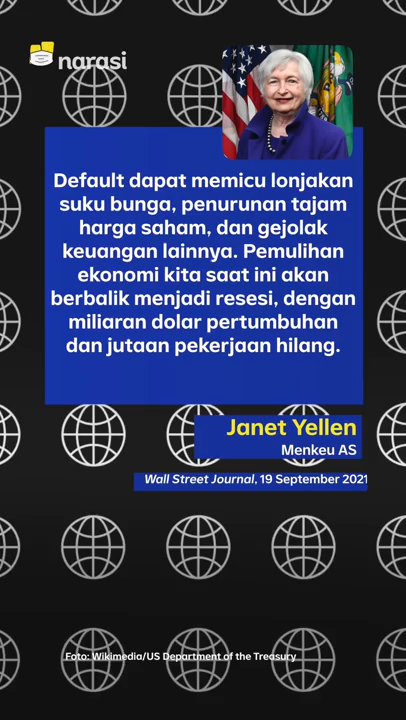 narasi
Default dapat memicu lonjakan
suku bunga, penurunan tajam
harga saham, dan gejolak
keuangan lainnya. Pemulihan
ekonomi kita saat ini akan
berbalik menjadi resesi, dengan
miliaran dolar pertumbuhan
dan jutaan pekerjaan hilang.
Janet Yellen
Menkeu AS
Wall Street Journal, 19 September 2021
Foto: Wikimedia/US Department of the Treasury